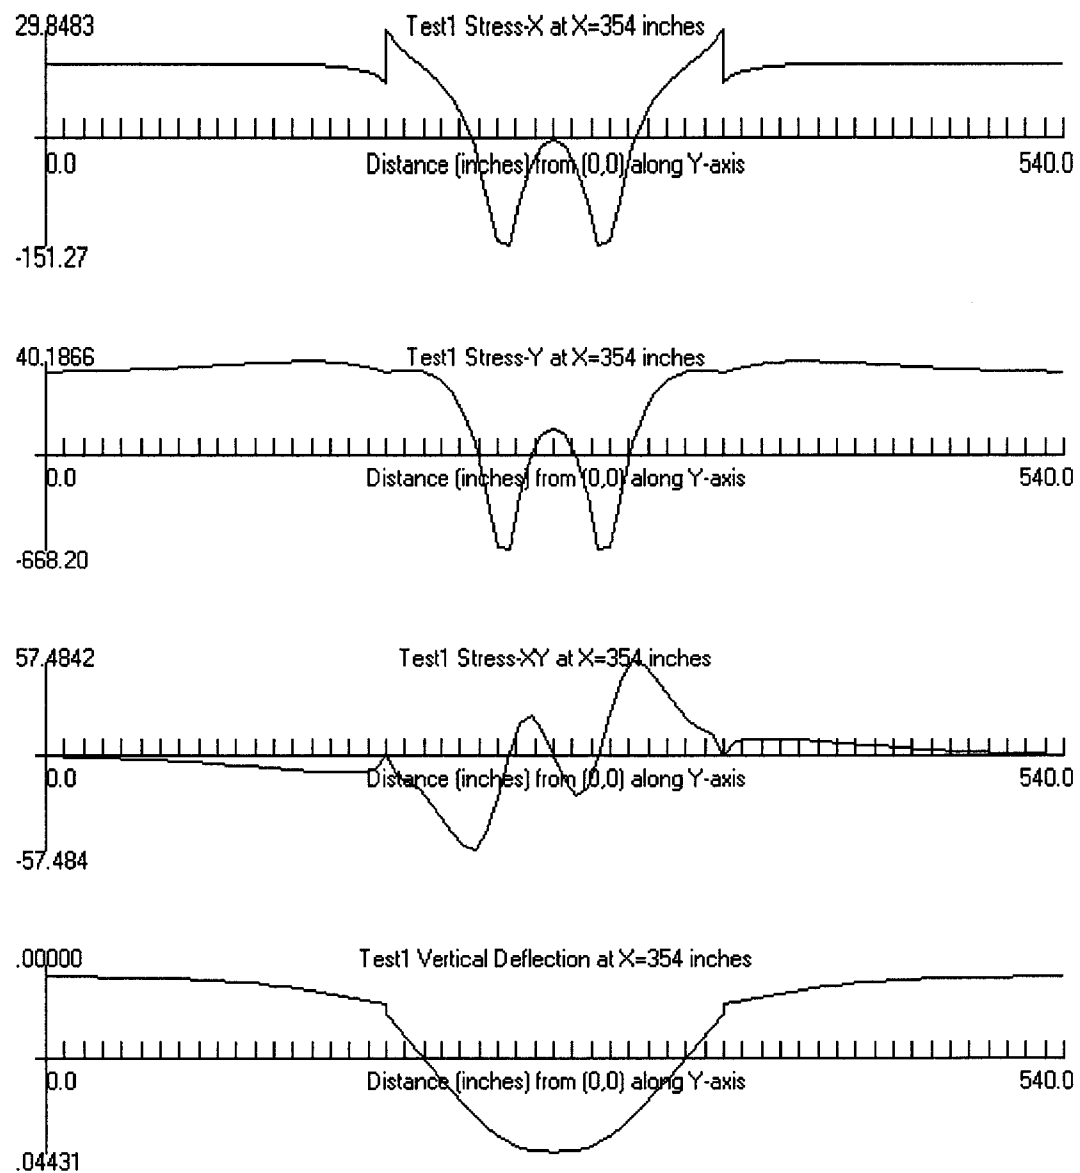 29.8483
Test1 Stress-X at X=354 inches
0.0
Distance (inches) from (0,0) along Y-axis
540.0
-151.27
40.1866
Test1 Stress-Y at X=354 inches
0.0
Distance (inches) from (0,0) along Y-axis
540.0
-668.20
57.4842
Test1 Stress-XY at X=354 inches
0.0
Distance (inches) from (0,0) along Y-axis
540.0
-57.484
.00000
Test1 Vertical Deflection at X=354 inches
0.0
Distance (inches) from (0,0) along Y-axis
540.0
.04431